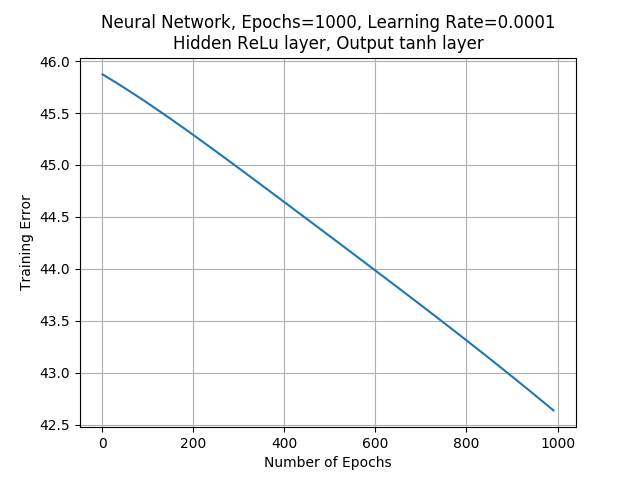 Neural Network, Epochs=1000, Learning Rate=0.0001
Hidden ReLu layer, Output tanh layer
46.0
45.5
45.0
44.5
44.0
43.5
43.0
42.5
Training Error
0 200 400 600 800 1000
Number of Epochs